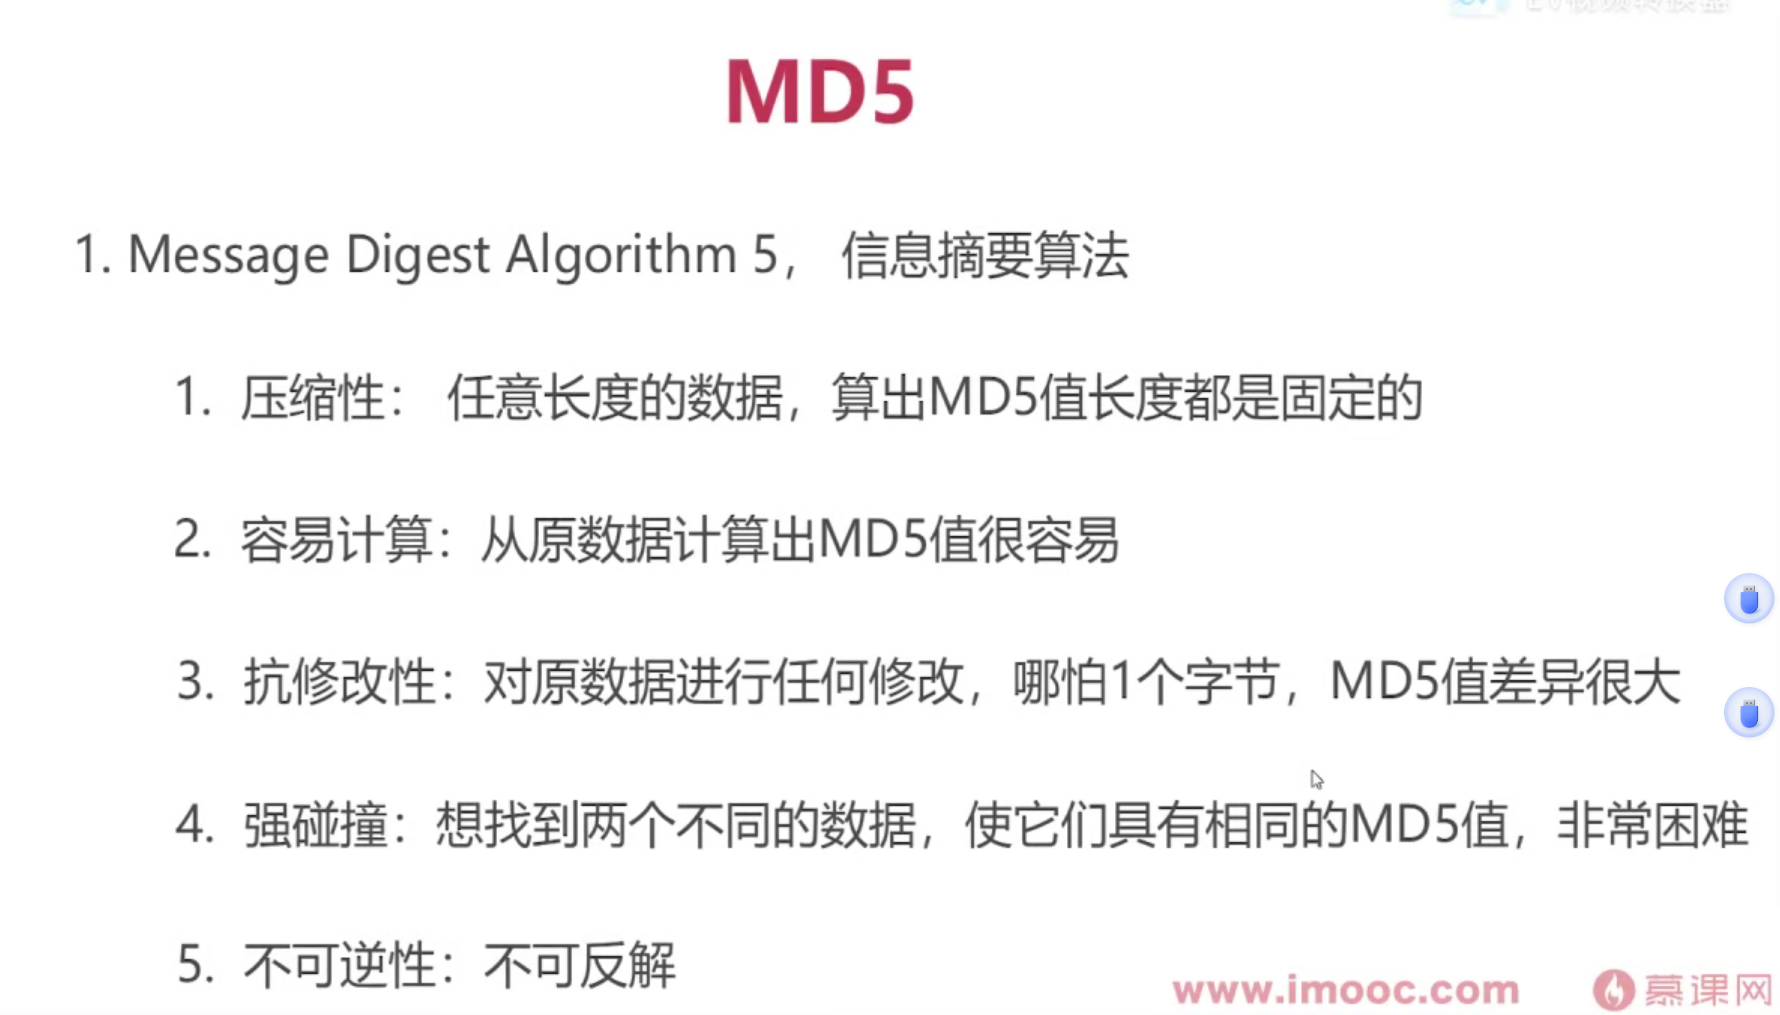 MD5
1. Message Digest Algorithm 5， 信息摘要算法
1. 压缩性： 任意长度的数据，算出MD5值长度都是固定的
2. 容易计算：从原数据计算出MD5值很容易
3. 抗修改性：对原数据进行任何修改，哪怕1个字节，MD5值差异很大
4. 强碰撞：想找到两个不同的数据，使它们具有相同的MD5值，非常困难
5. 不可逆性：不可反解
www.imooc.com 慕课网